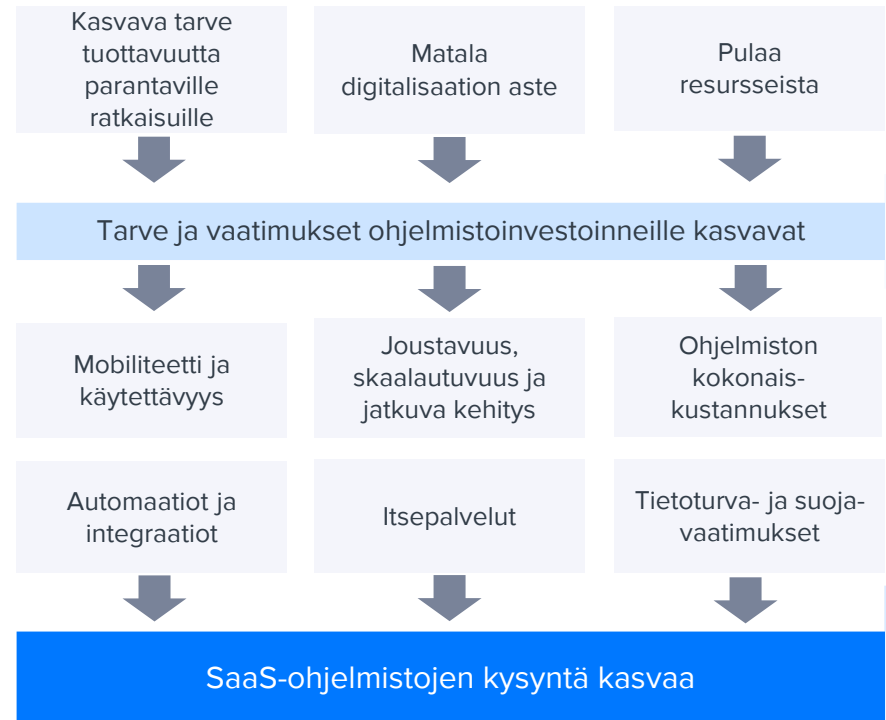 Kasvava tarve
tuottavuutta
parantaville
ratkaisuille
Matala
digitalisaation aste
Pulaa
resursseista
Tarve ja vaatimukset ohjelmistoinvestoinneille kasvavat
Mobiliteetti ja
käytettävyys
Joustavuus,
skaalautuvuus ja
jatkuva kehitys
Ohjelmiston
kokonais-
kustannukset
Automaatiot ja
integraatiot
Itsepalvelut
Tietoturva- ja suoja-
vaatimukset
SaaS-ohjelmistojen kysyntä kasvaa